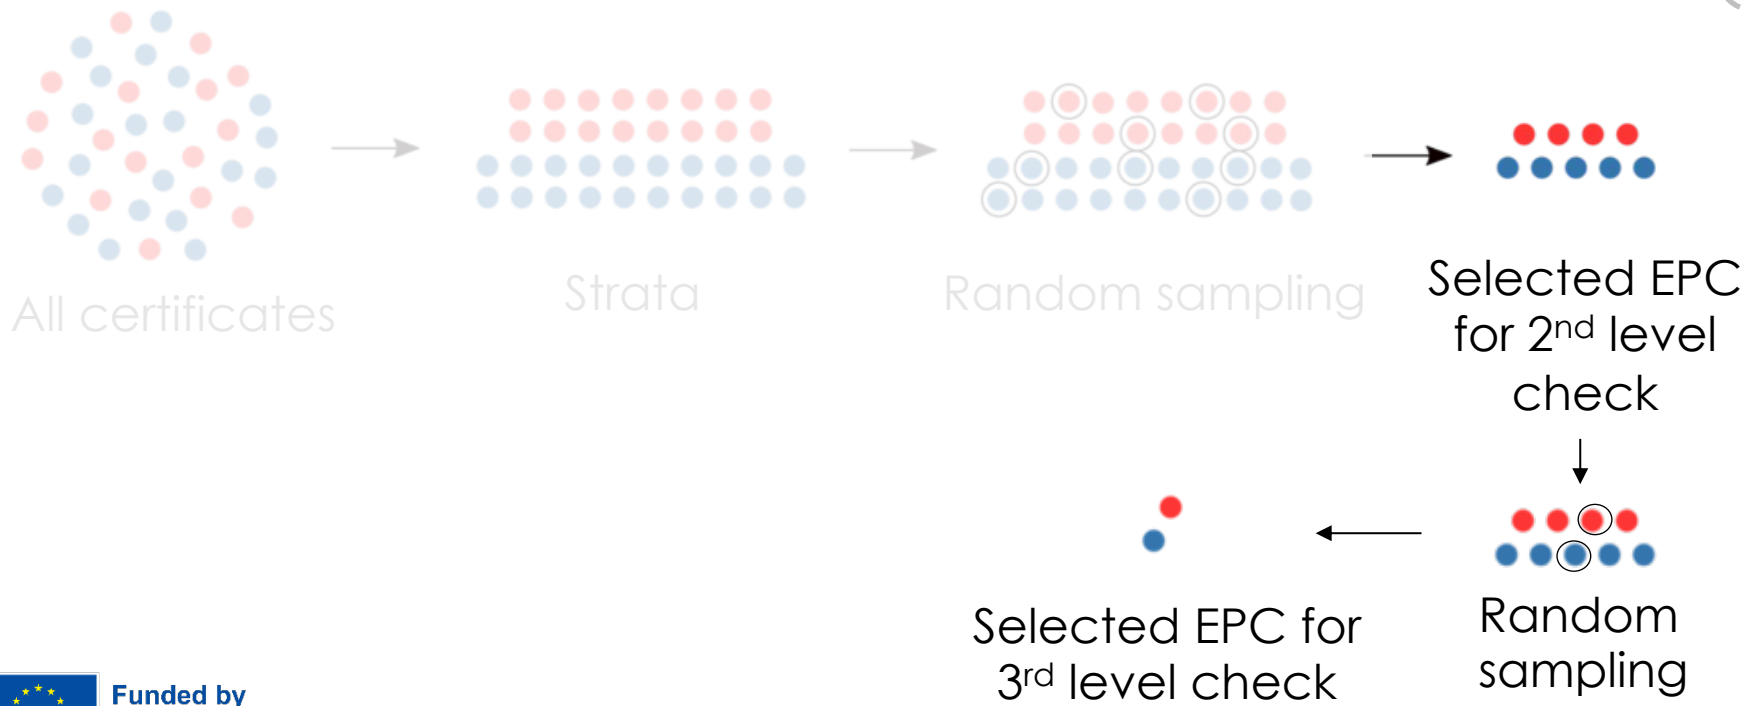 All certificates
Strata
Random sampling
Selected EPC
for 2nd level
check
Random
sampling
Selected EPC for
3rd level check
Funded by